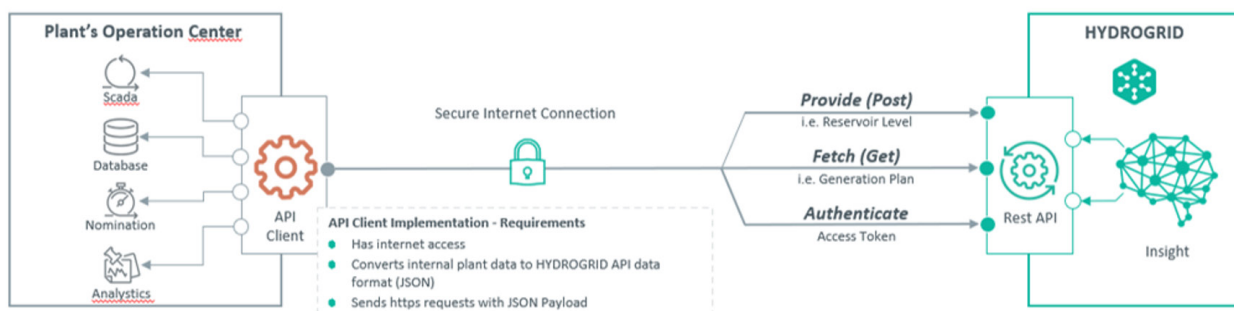 Plant's Operation Center
Scada
Database
Nomination
Analystics
API
Client
Secure Internet Connection
API Client Implementation - Requirements
Has internet access
Converts internal plant data to HYDROGRID API data
format (JSON)
Sends https requests with JSON Payload
Provide (Post)
i.e. Reservoir Level
Fetch (Get)
i.e. Generation Plan
Authenticate
Access Token
HYDROGRID
Rest API
Insight